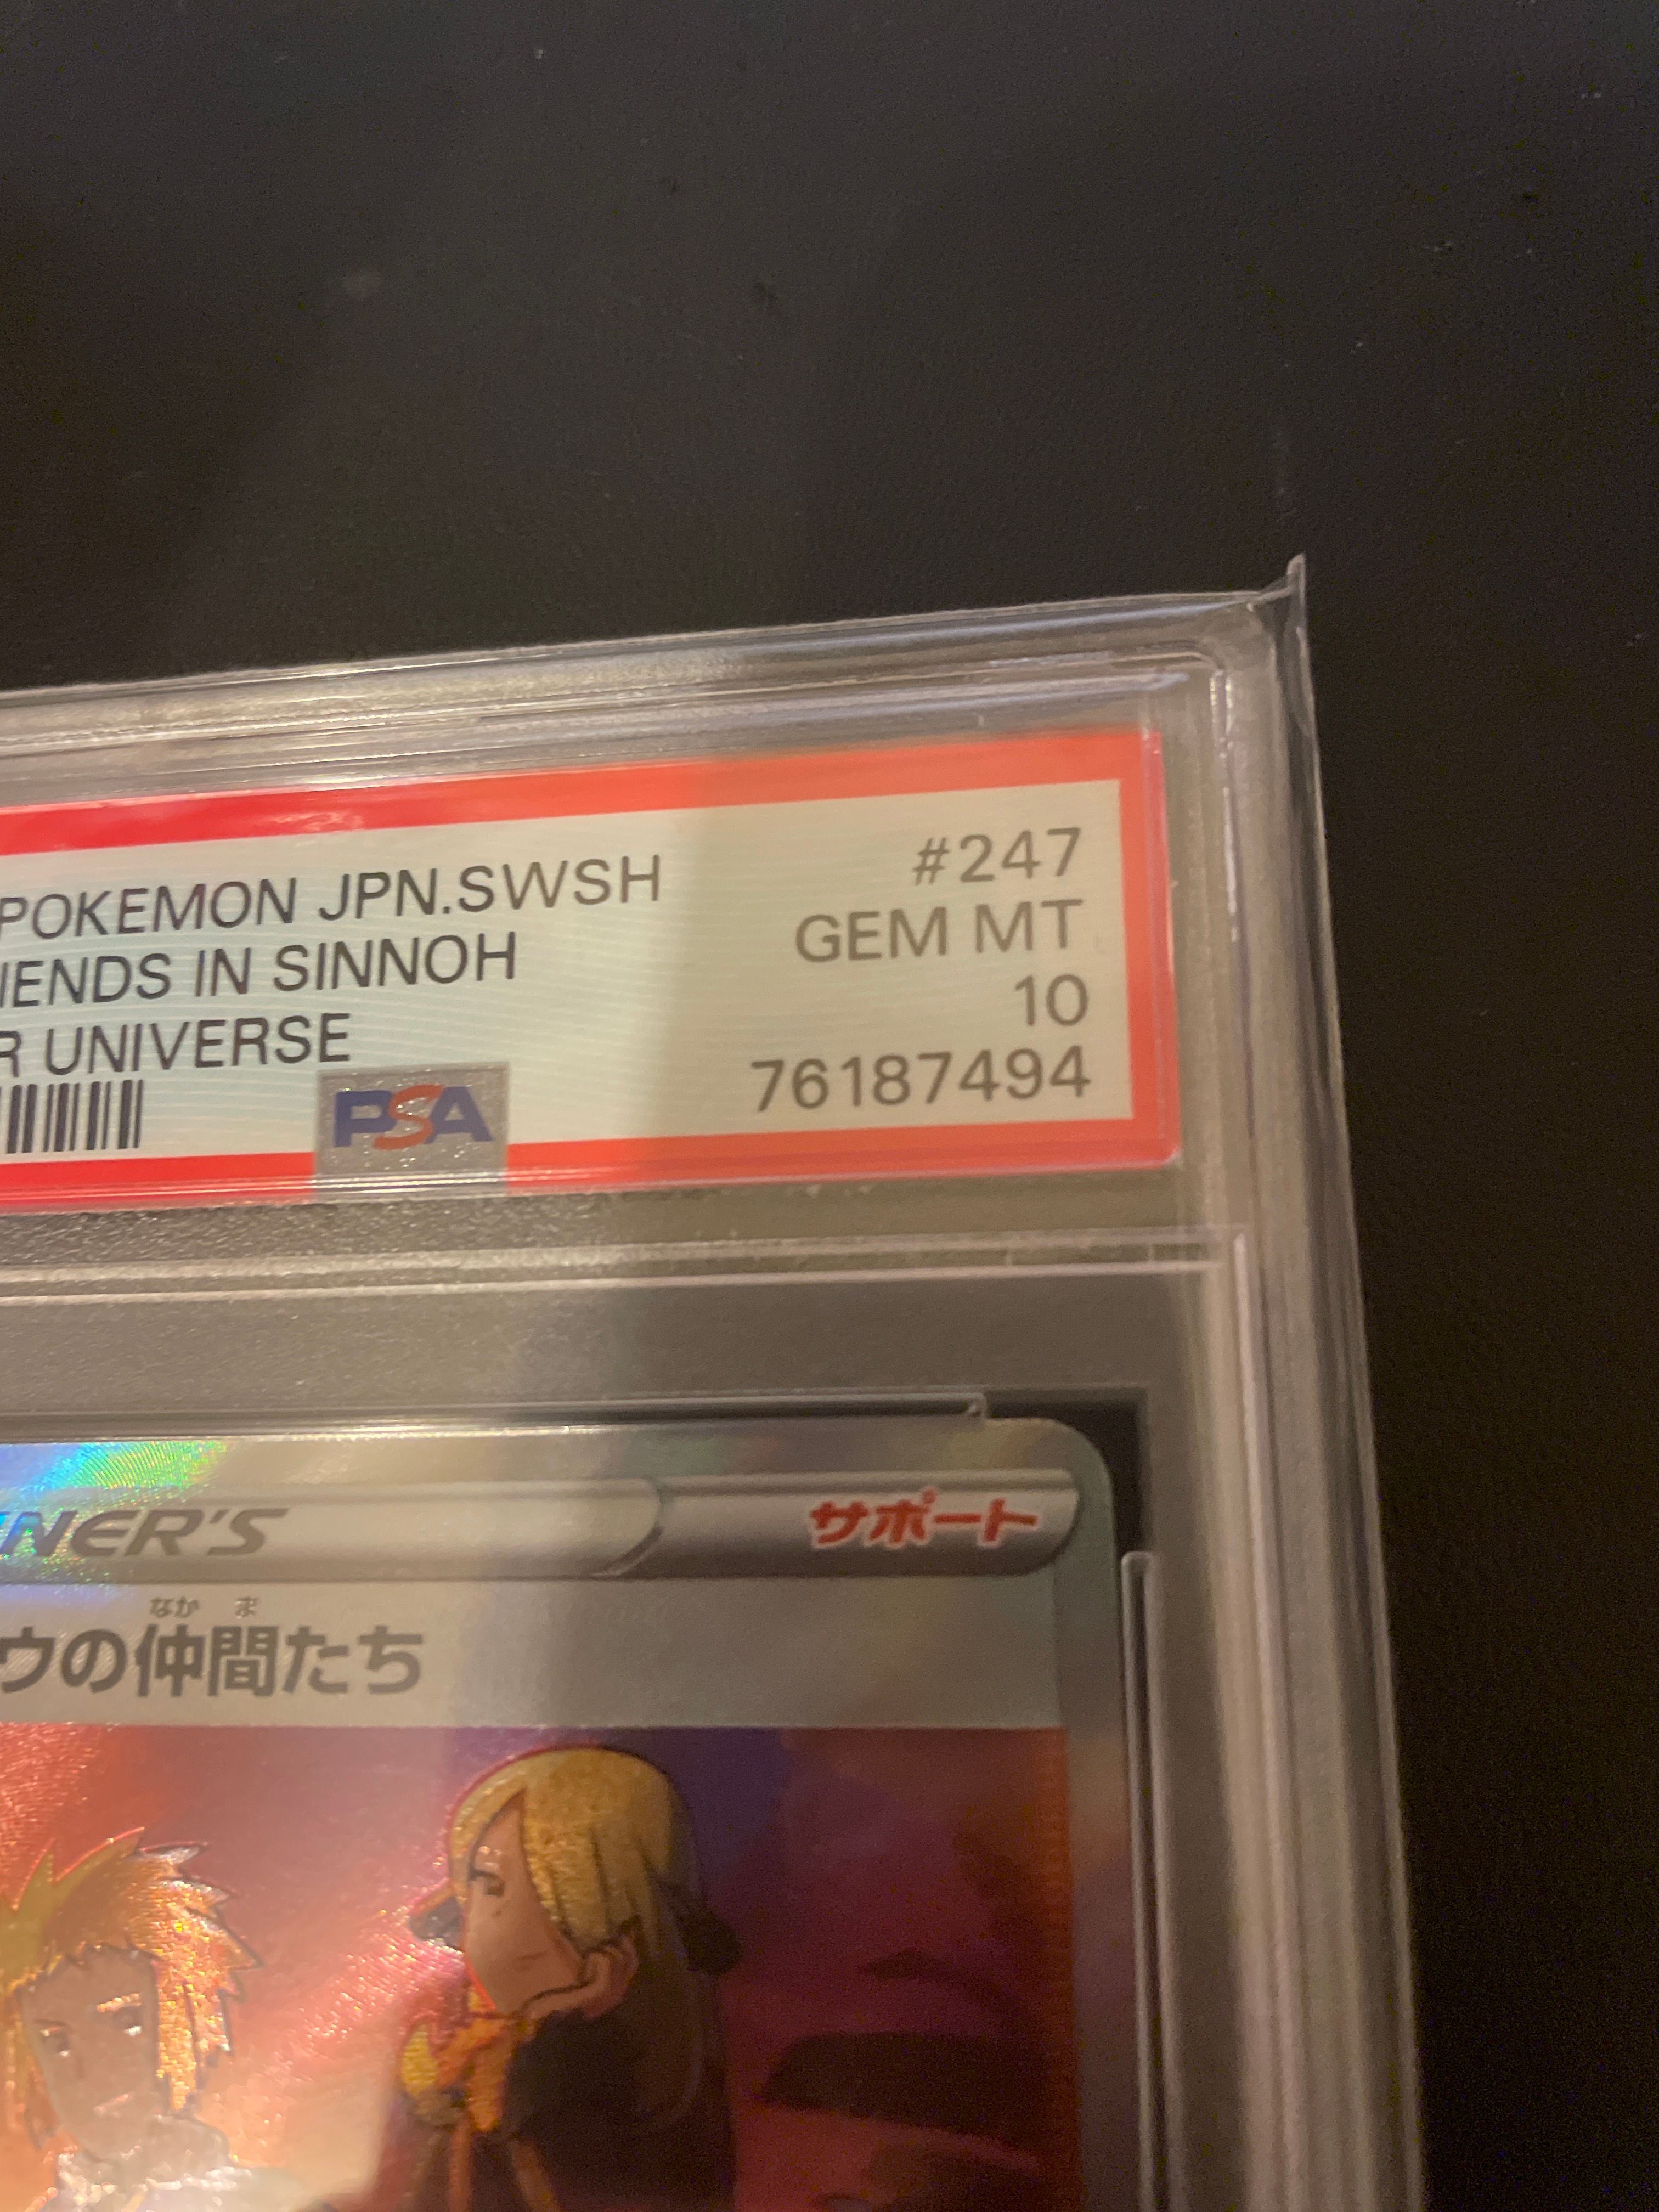 POKEMON JPN.SWSH #247
IENDS IN SINNOH GEM MT
R UNIVERSE 10
PSA 76187494
NER'S サポート
なかま
ウの仲間たち